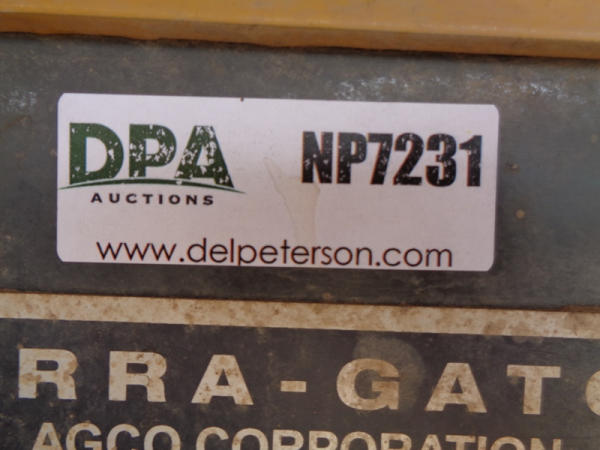 DPA NP7231
AUCTIONS
www.delpeterson.com
RRA-GATO
AGCO CORPORATION